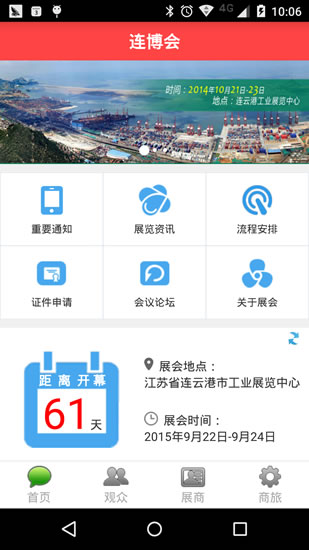 4G 10:06
连博会
时间：2014年10月21日-23日
地点：连云港工业展览中心
重要通知 展览资讯 流程安排
证件申请 会议论坛 关于展会
距离开幕
61天
展会地点：
江苏省连云港市工业展览中心
展会时间：
2015年9月22日-9月24日
首页 观众 展商 商旅